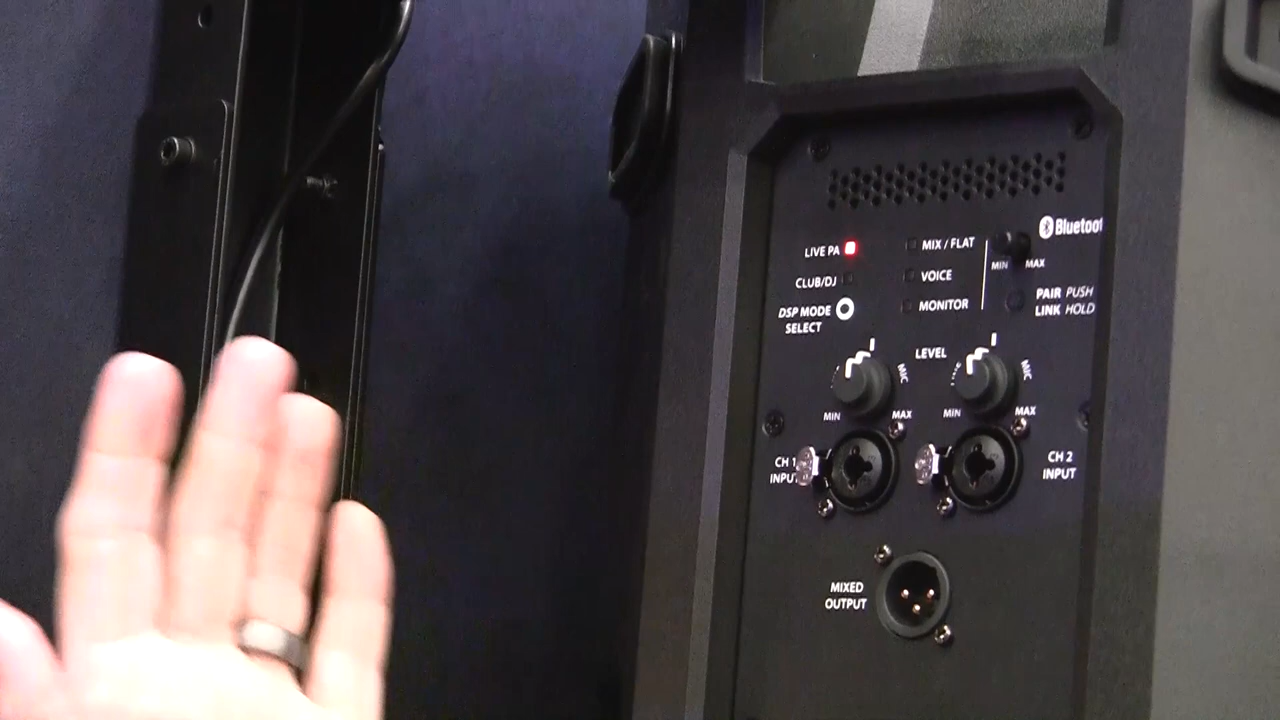 Bluetoot
LIVE PA
MIX / FLAT
MIN MAX
CLUB/DJ
VOICE
PAIR PUSH
LINK HOLD
DSP MODE
SELECT
MONITOR
LEVEL
MIC
MIC
MIN MAX
MIN MAX
CH 1
INPUT
CH 2
INPUT
MIXED
OUTPUT